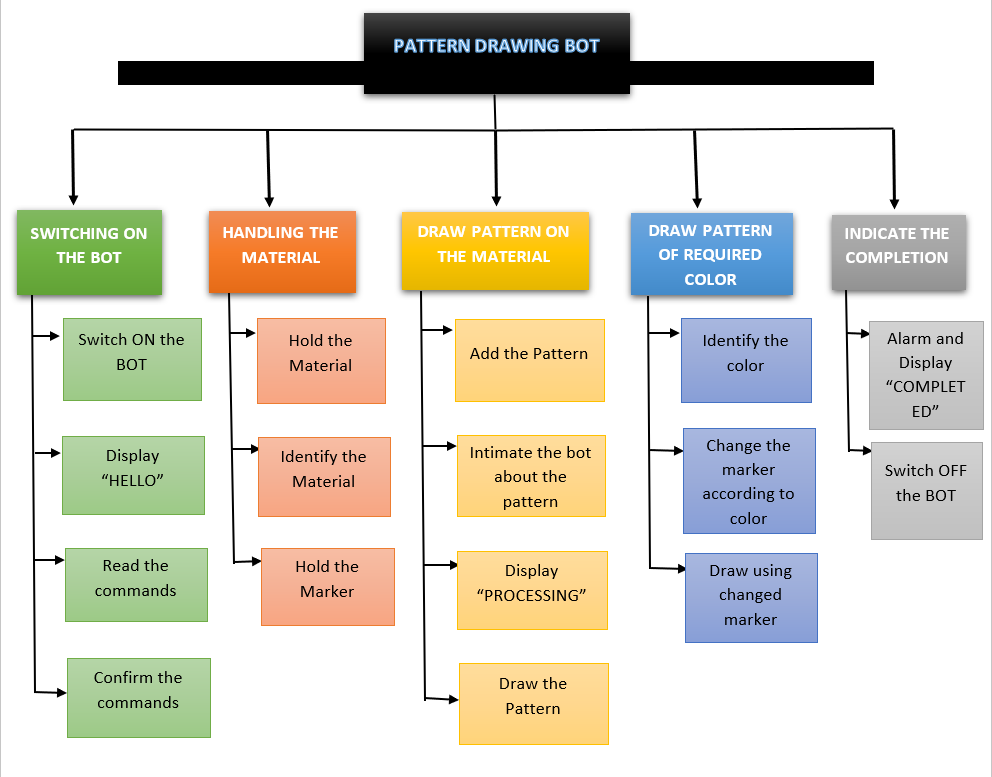 PATTERN DRAWING BOT
SWITCHING ON
THE BOT
HANDLING THE
MATERIAL
DRAW PATTERN ON
THE MATERIAL
DRAW PATTERN
OF REQUIRED
COLOR
INDICATE THE
COMPLETION
Switch ON the
BOT
Display
“HELLO”
Read the
commands
Confirm the
commands
Hold the
Material
Identify the
Material
Hold the
Marker
Add the Pattern
Intimate the bot
about the
pattern
Display
“PROCESSING”
Draw the
Pattern
Identify the
color
Change the
marker
according to
color
Draw using
changed
marker
Alarm and
Display
“COMPLET
ED”
Switch OFF
the BOT